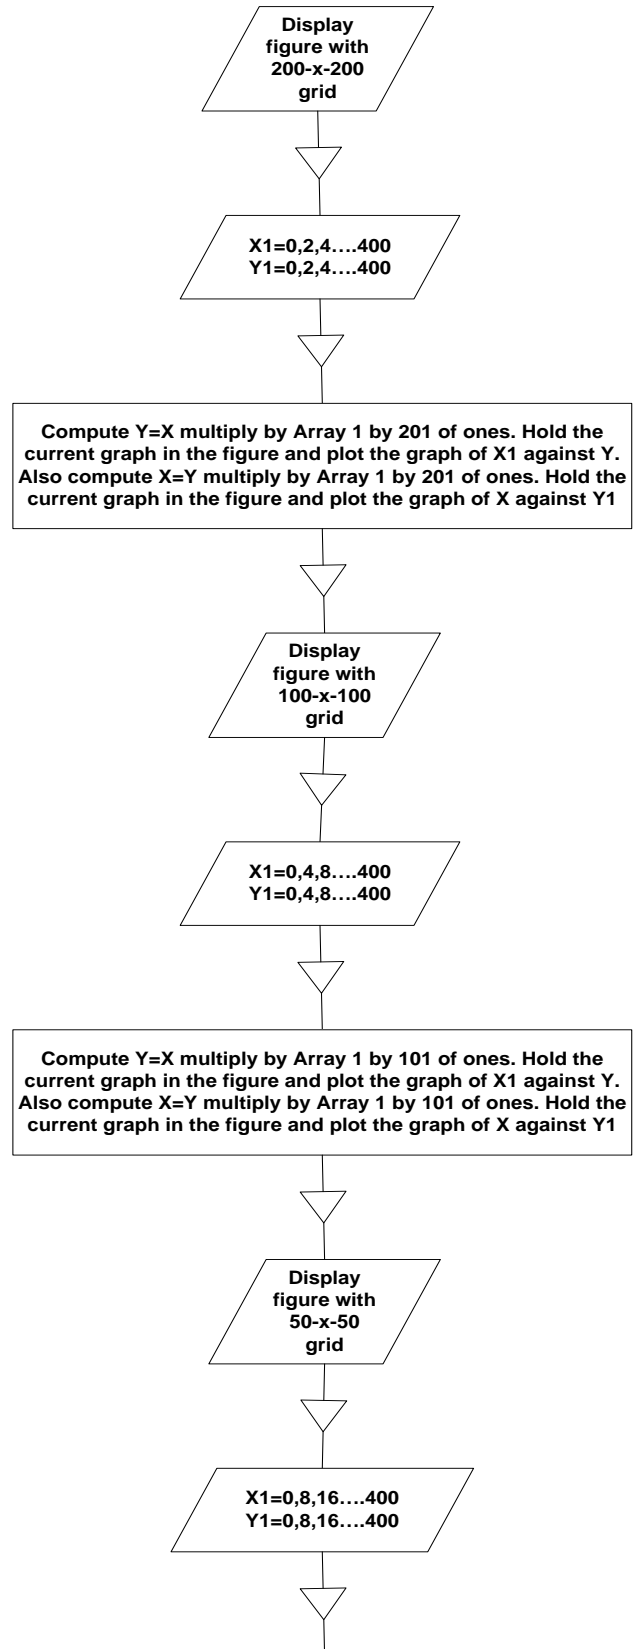 Display
figure with
200-x-200
grid
X1=0,2,4....400
Y1=0,2,4....400
Compute Y=X multiply by Array 1 by 201 of ones. Hold the
current graph in the figure and plot the graph of X1 against Y.
Also compute X=Y multiply by Array 1 by 201 of ones. Hold the
current graph in the figure and plot the graph of X against Y1
Display
figure with
100-x-100
grid
X1=0,4,8....400
Y1=0,4,8....400
Compute Y=X multiply by Array 1 by 101 of ones. Hold the
current graph in the figure and plot the graph of X1 against Y.
Also compute X=Y multiply by Array 1 by 101 of ones. Hold the
current graph in the figure and plot the graph of X against Y1
Display
figure with
50-x-50
grid
X1=0,8,16....400
Y1=0,8,16....400